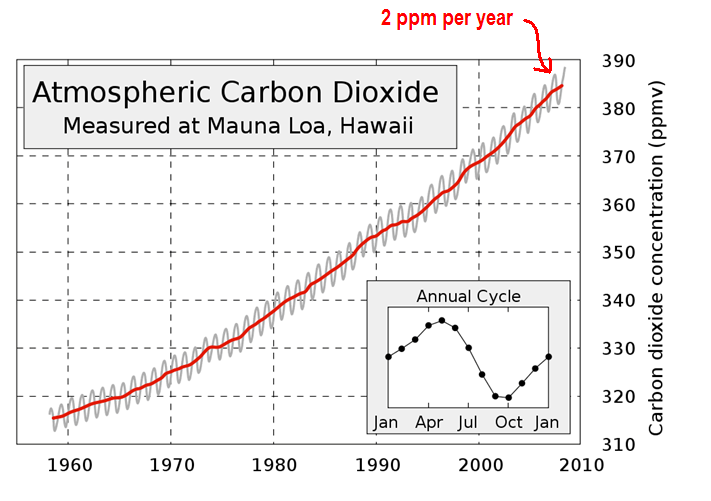 2 ppm per year
Atmospheric Carbon Dioxide
Measured at Mauna Loa, Hawaii
390
380
370
360
350
340
330
320
310
Carbon dioxide concentration (ppmv)
Annual Cycle
Jan Apr Jul Oct Jan
1960 1970 1980 1990 2000 2010